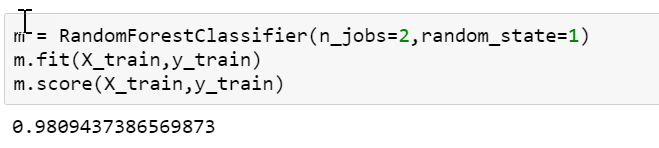 m = RandomForestClassifier(n_jobs=2,random_state=1)
m.fit(X_train,y_train)
m.score(X_train,y_train)
0.9809437386569873